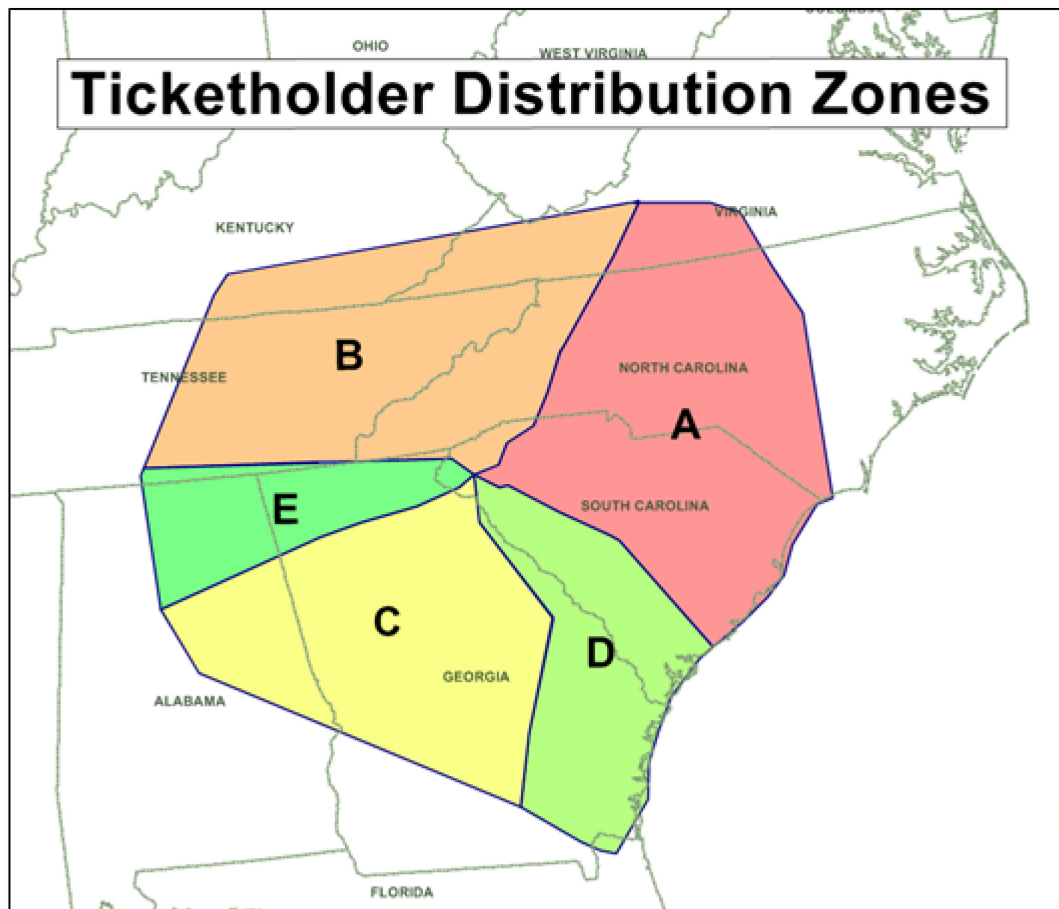 OHIO
WEST VIRGINIA
Ticketholder Distribution Zones
VIRGINIA
KENTUCKY
B
TENNESSEE
NORTH CAROLINA
A
E
SOUTH CAROLINA
C
D
GEORGIA
ALABAMA
FLORIDA